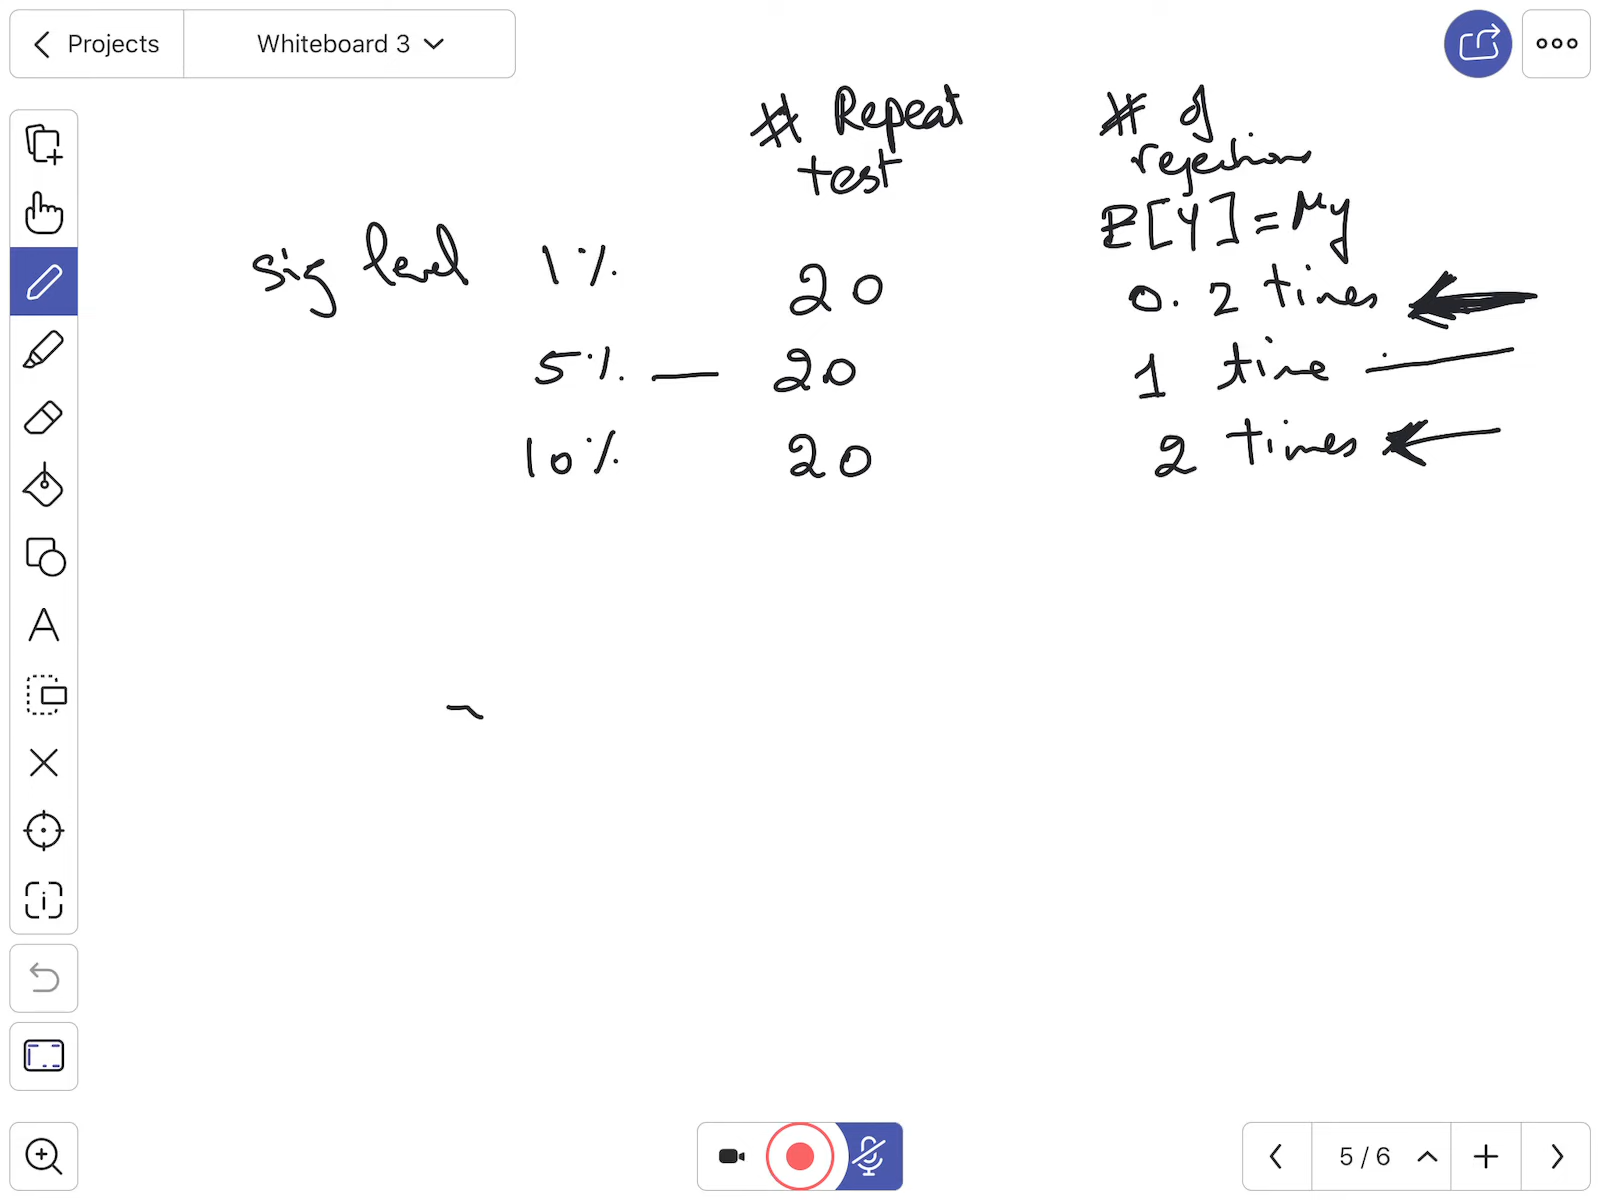 Projects
Whiteboard 3
# Repeat test
# of rejections
E[Y] = μy
sig level 1% 20 0.2 times
5% — 20 1 time
10% 20 2 times
A
5 / 6